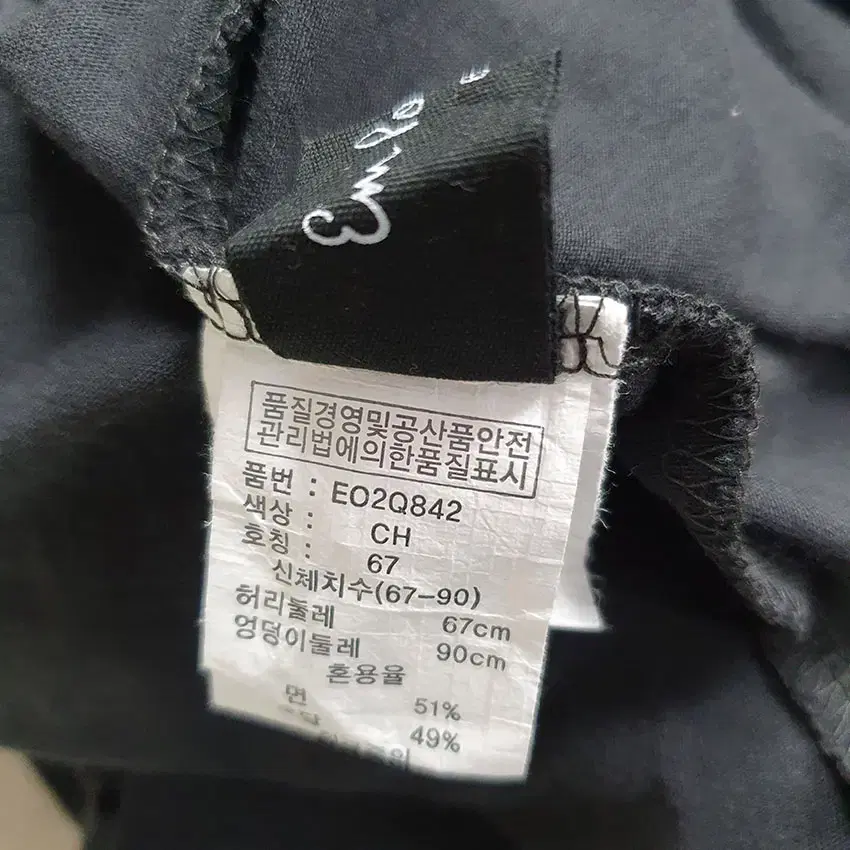 품질경영및공산품안전
관리법에의한품질표시
품번 : EO2Q842
색상 : CH
호칭 : 67
신체치수(67-90)
허리둘레 67cm
엉덩이둘레 90cm
혼용율
면 51%
49%